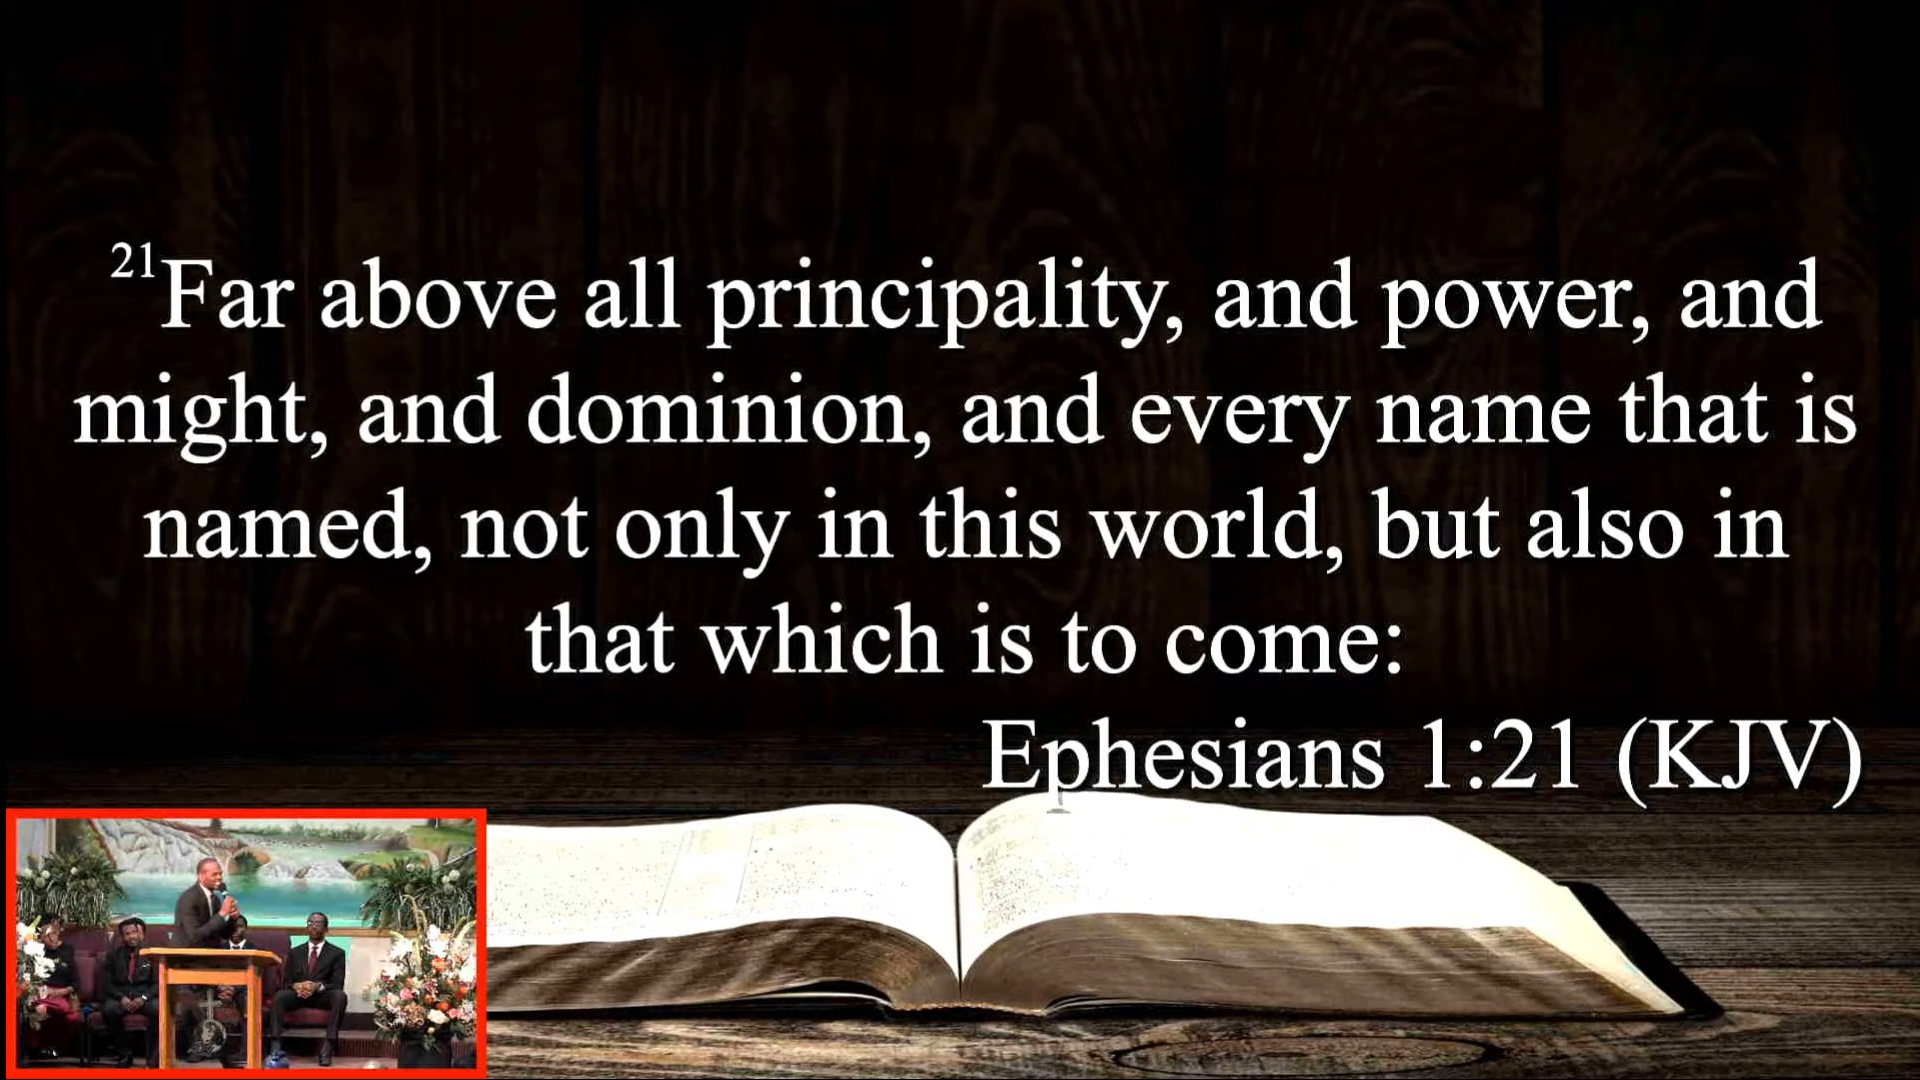 21Far above all principality, and power, and
might, and dominion, and every name that is
named, not only in this world, but also in
that which is to come:
Ephesians 1:21 (KJV)